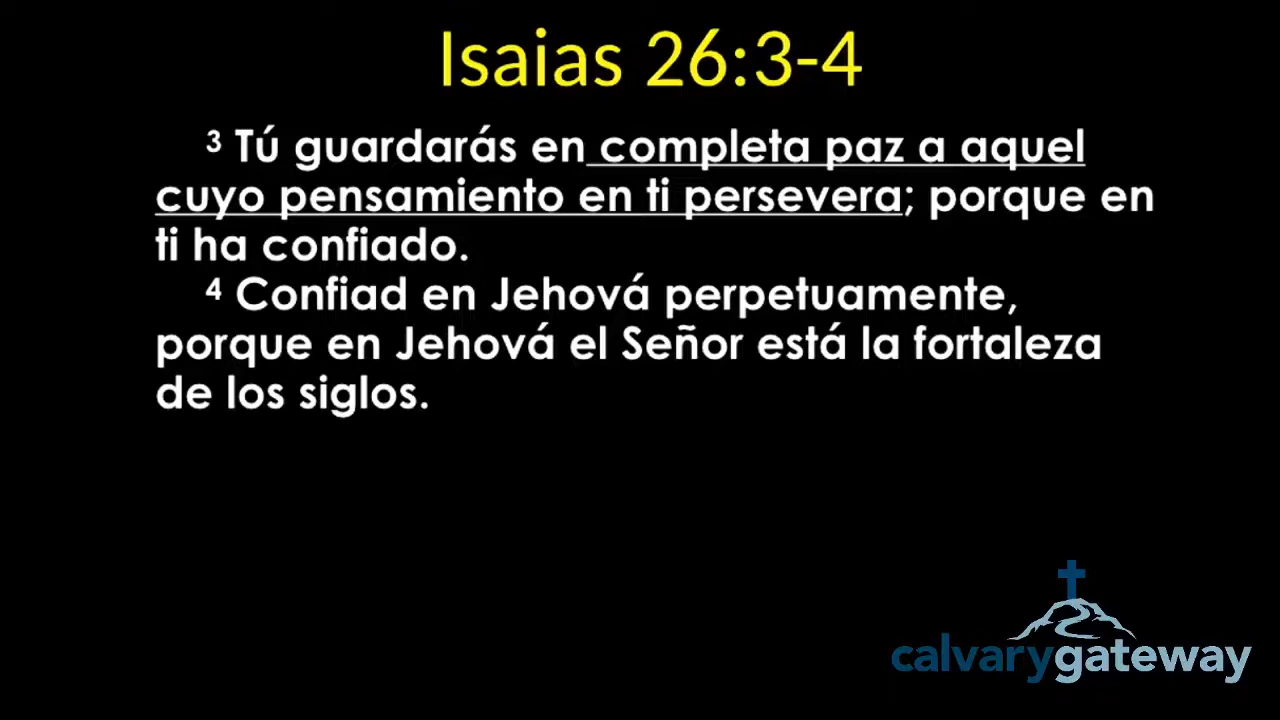 Isaias 26:3-4
³ Tú guardarás en completa paz a aquel
cuyo pensamiento en ti persevera; porque en
ti ha confiado.
⁴ Confiad en Jehová perpetuamente,
porque en Jehová el Señor está la fortaleza
de los siglos.
calvarygateway